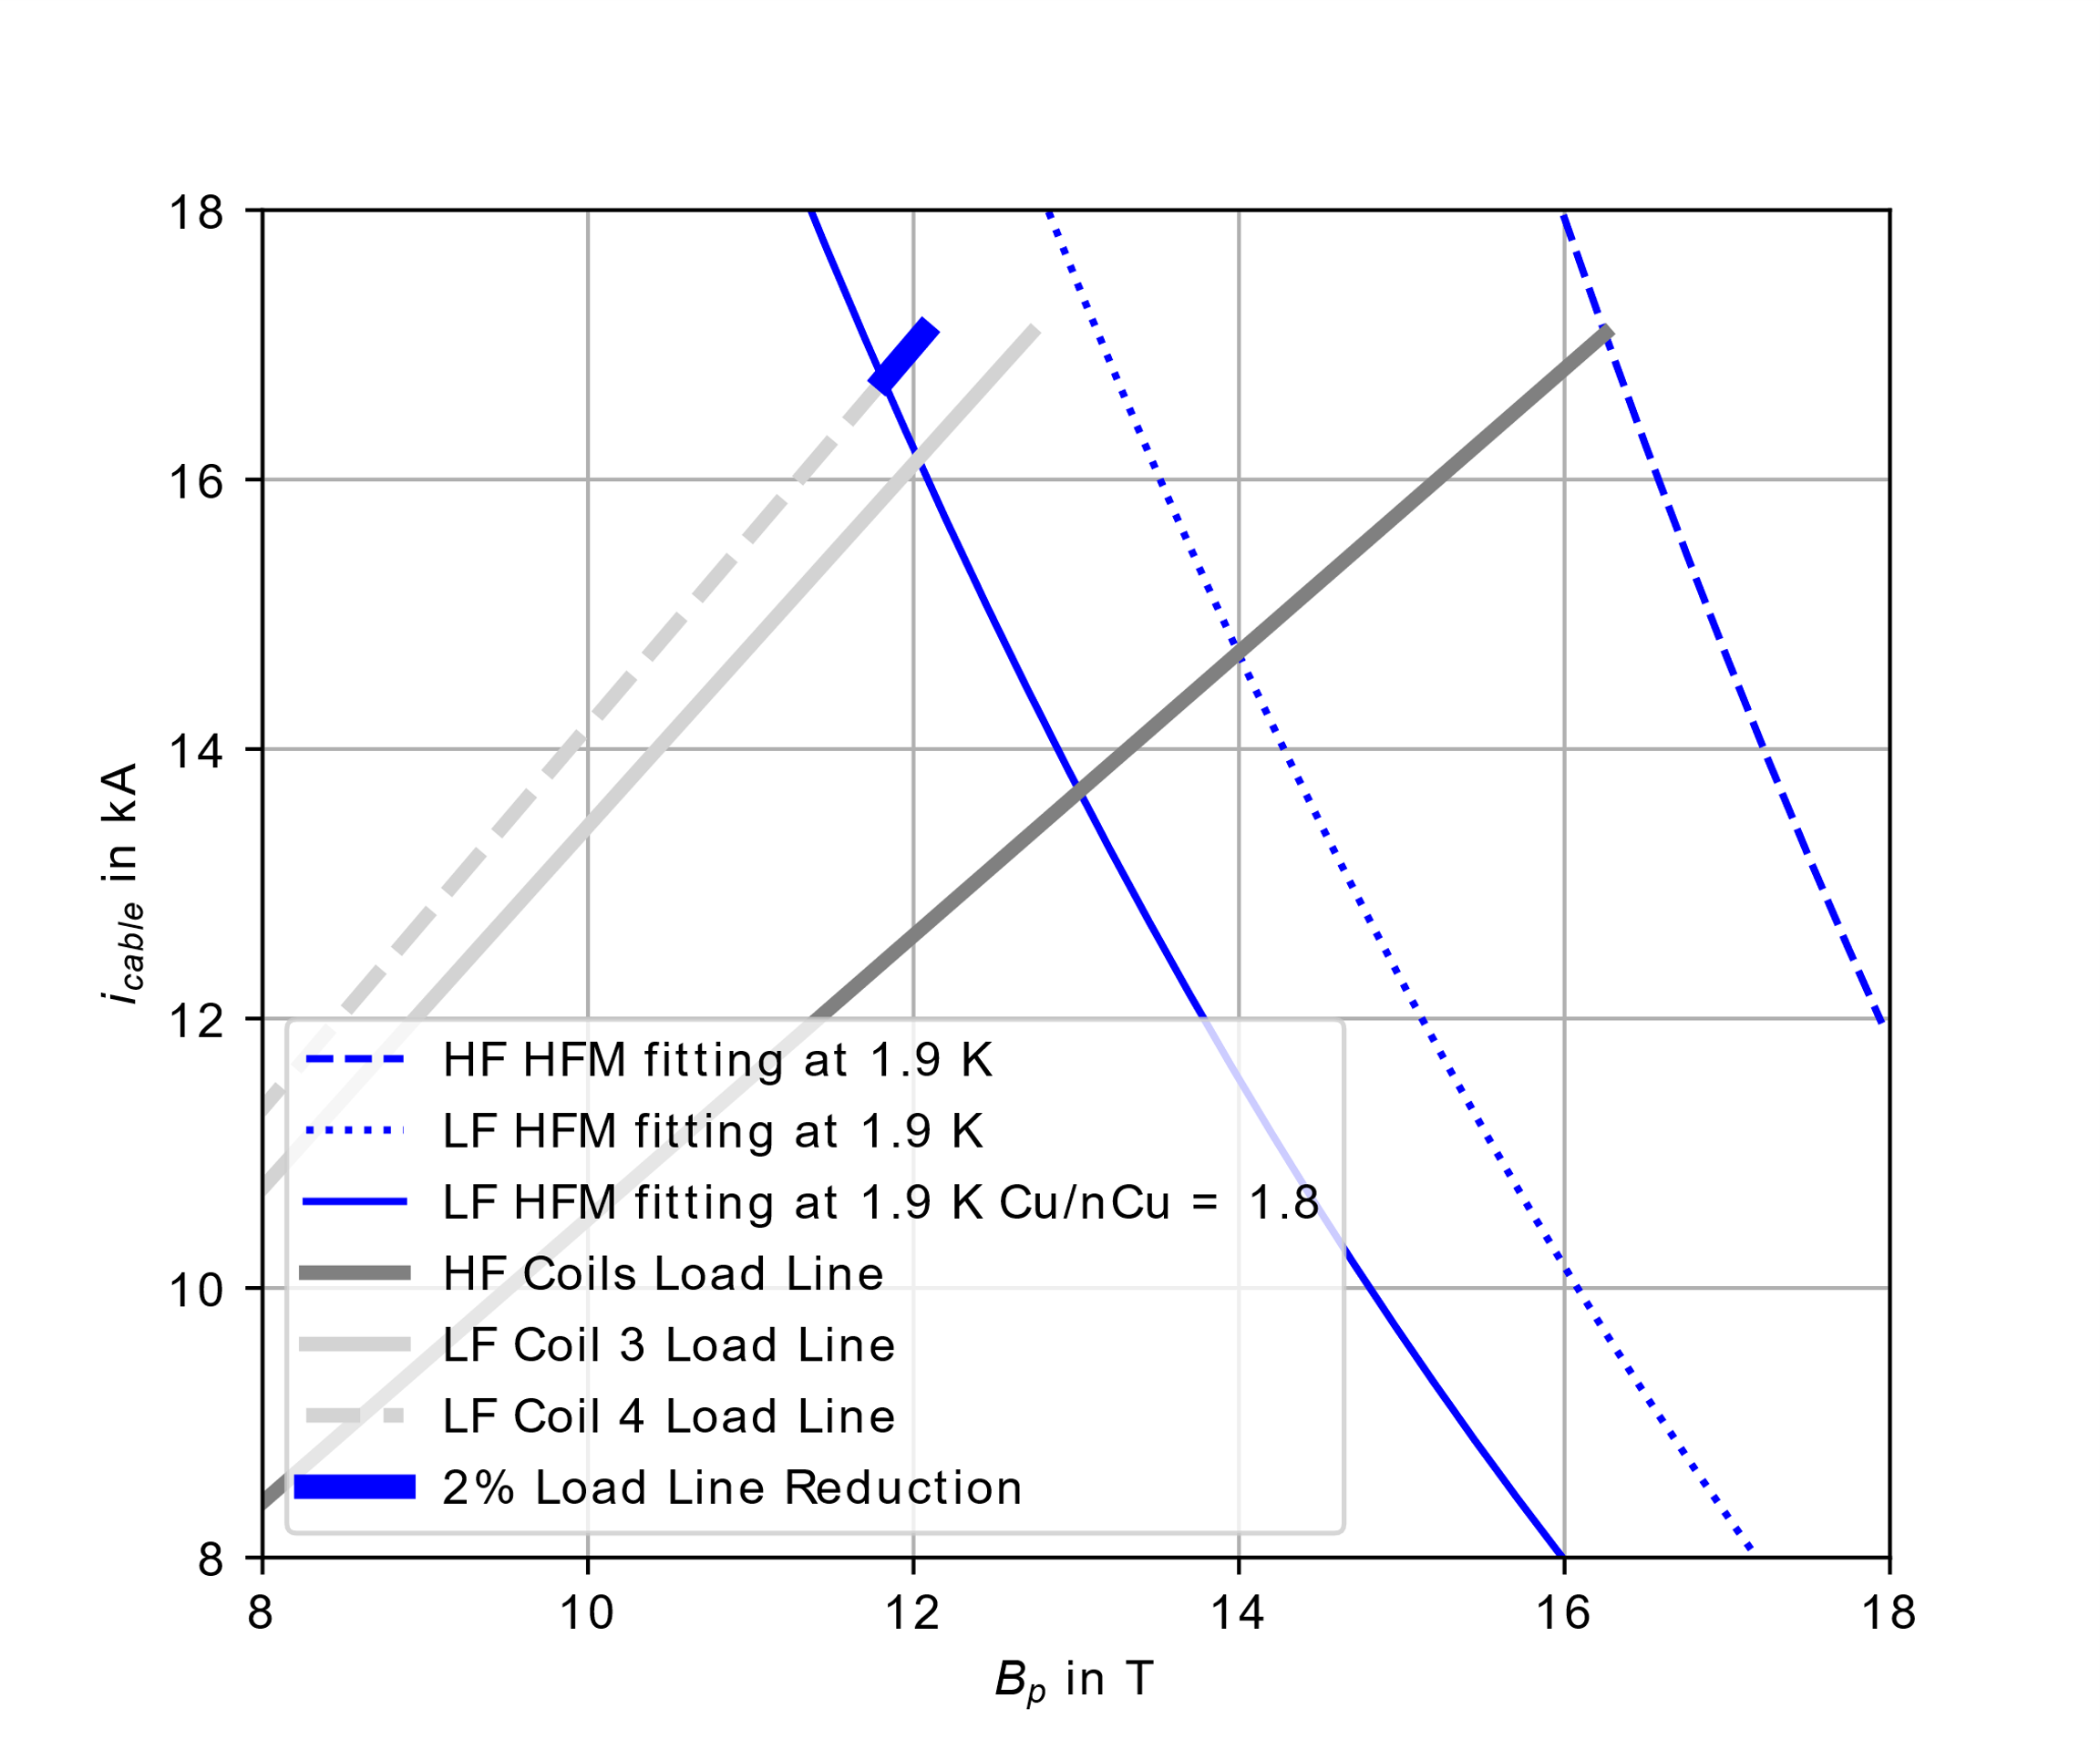 18
16
14
12
10
8
i_cable in kA
HF HFM fitting at 1.9 K
LF HFM fitting at 1.9 K
LF HFM fitting at 1.9 K Cu/nCu = 1.8
HF Coils Load Line
LF Coil 3 Load Line
LF Coil 4 Load Line
2% Load Line Reduction
8 10 12 14 16 18
B_p in T